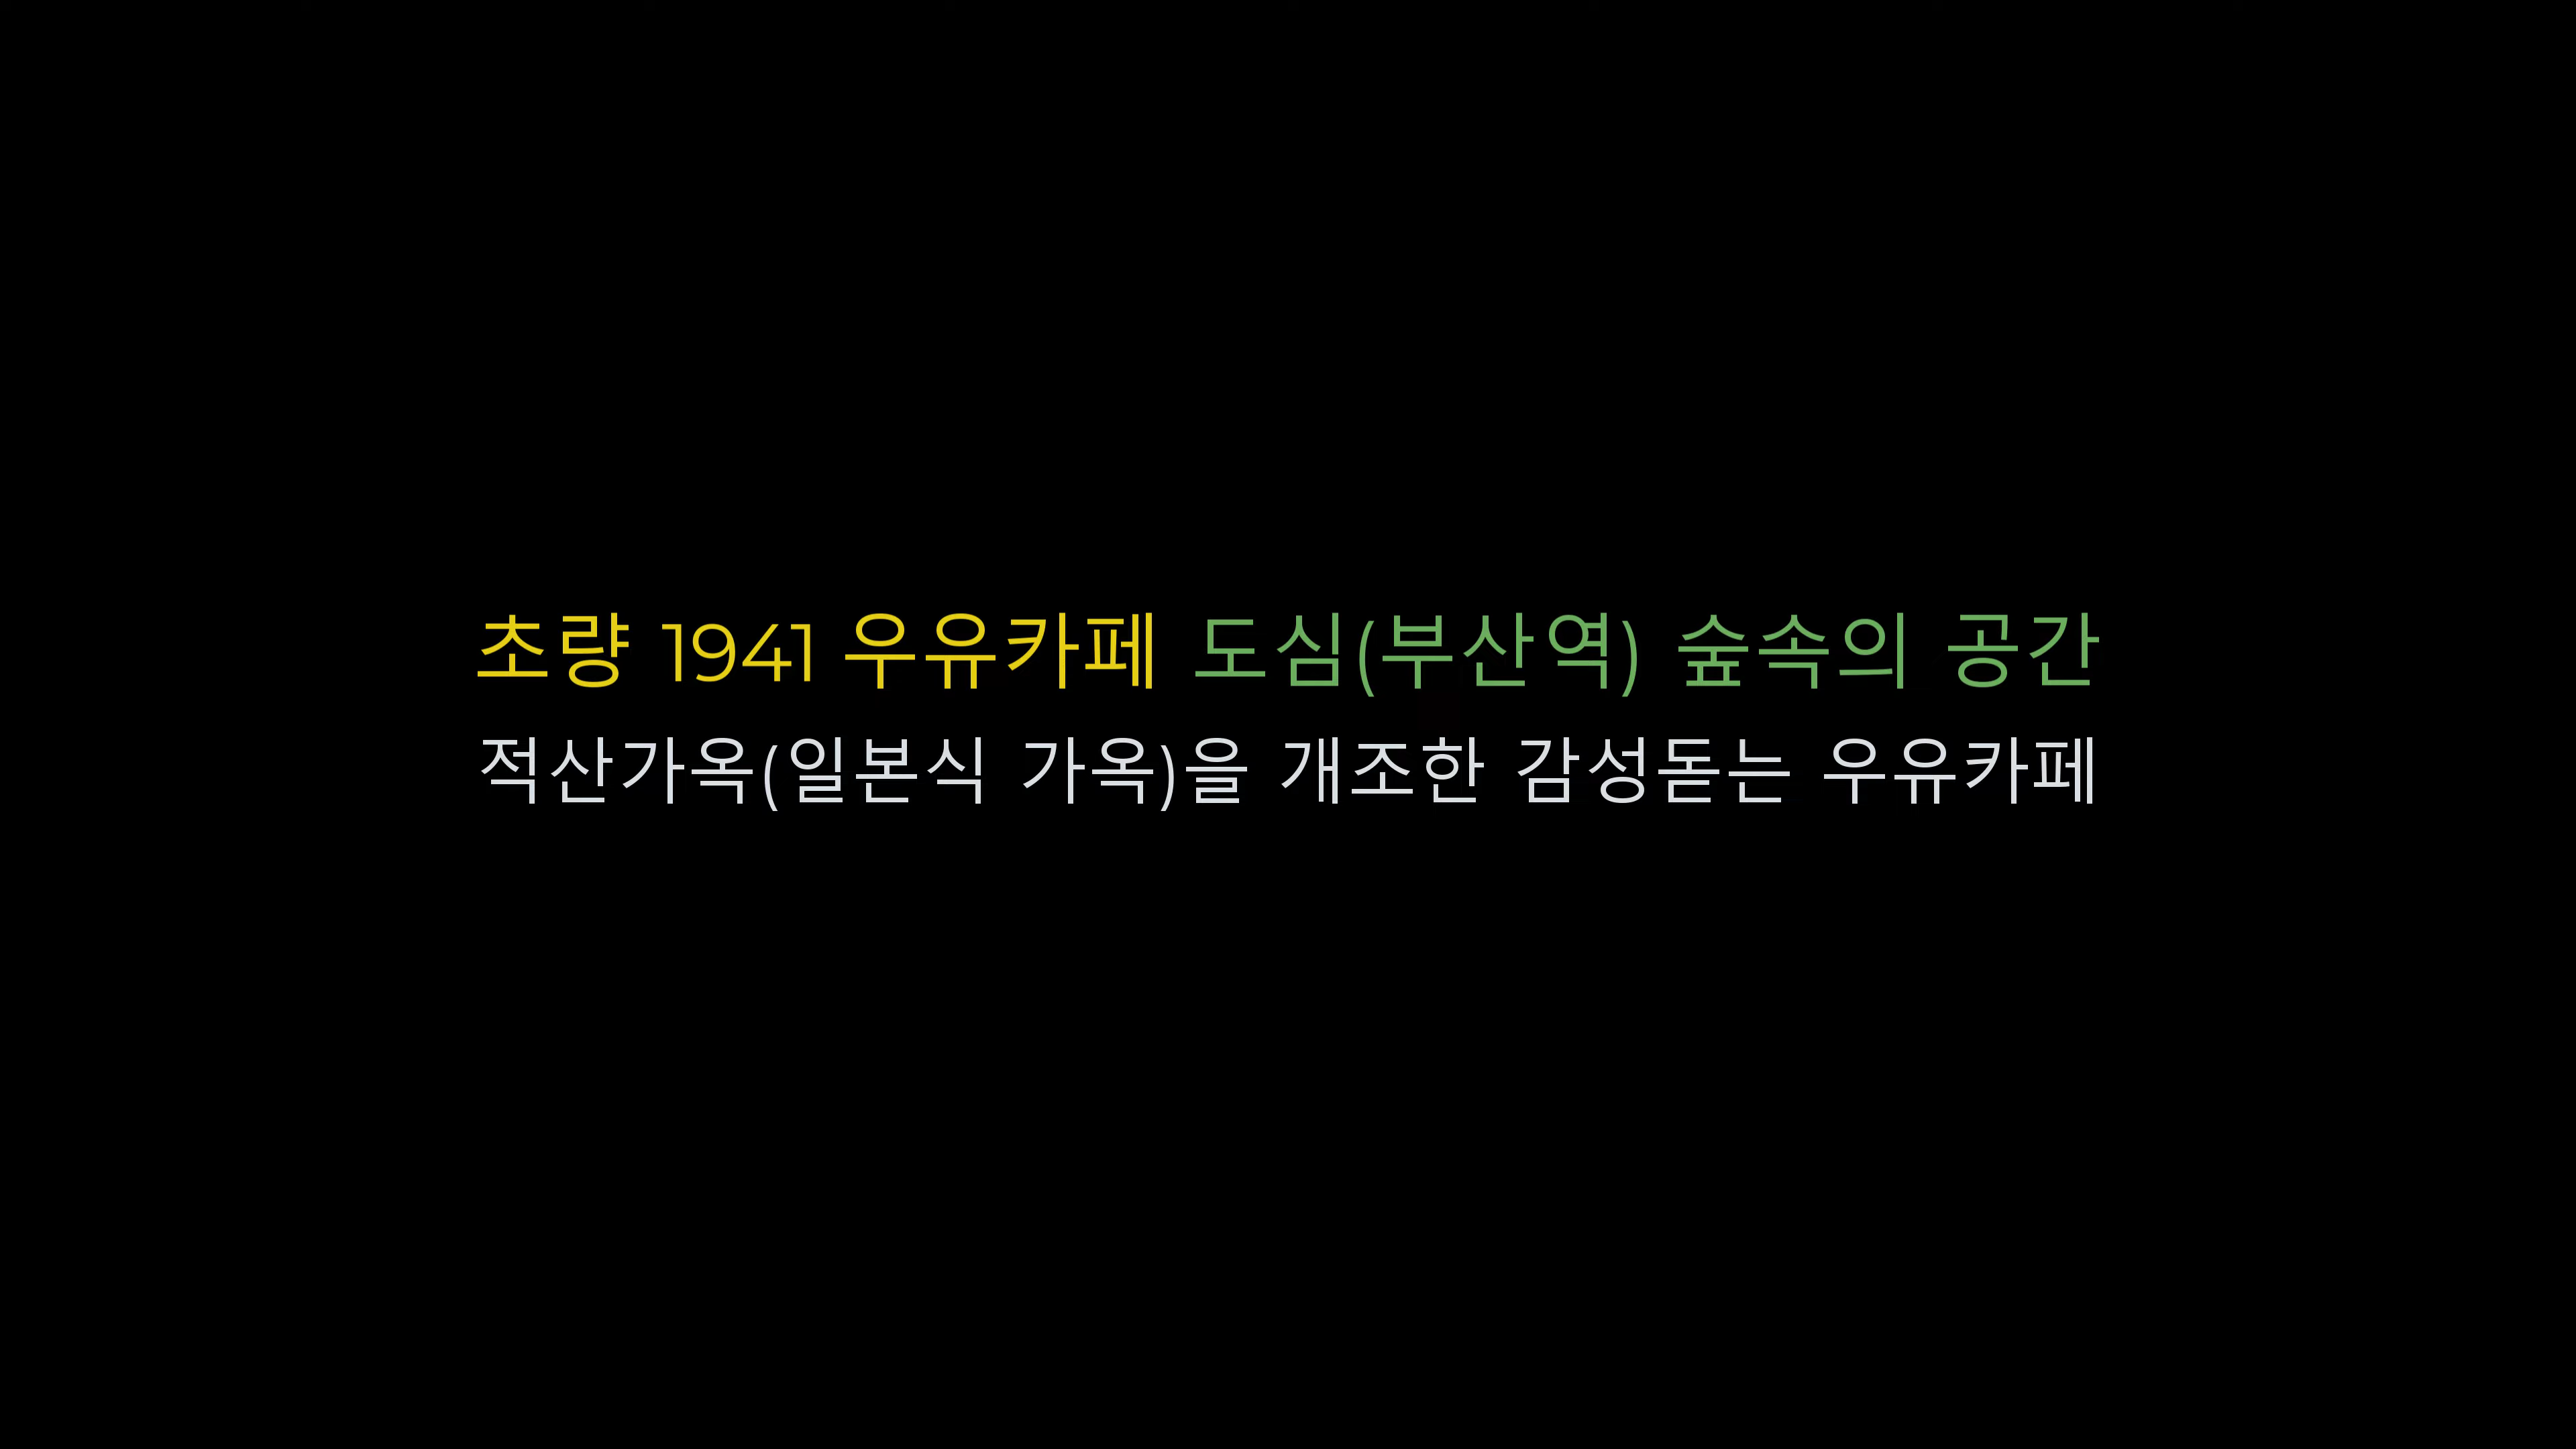 초량 1941 우유카페 도심(부산역) 숲속의 공간
적산가옥(일본식 가옥)을 개조한 감성돋는 우유카페